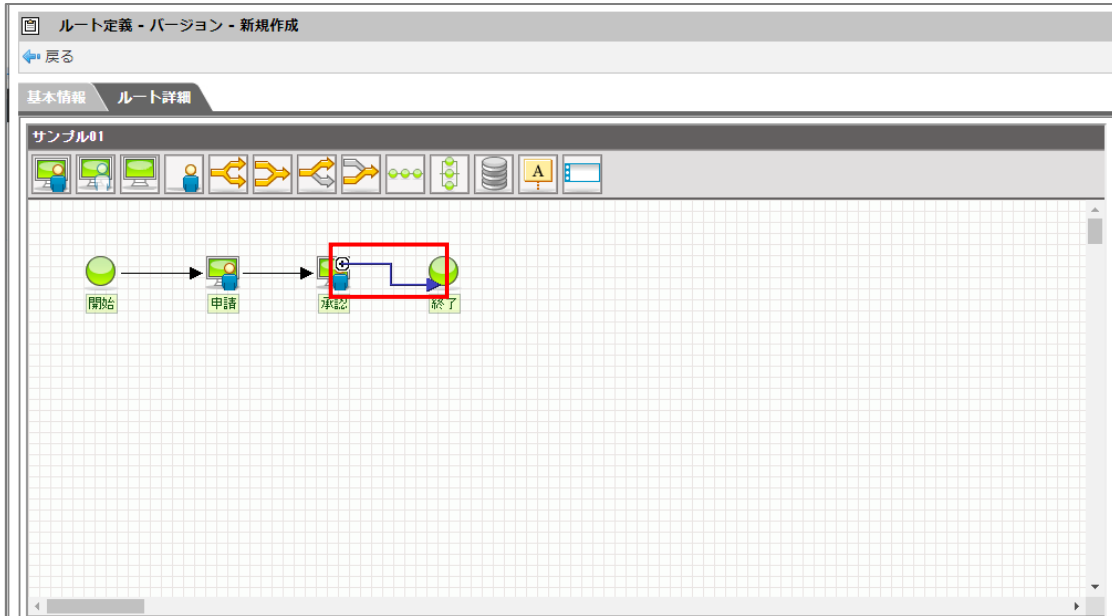 ルート定義 - バージョン - 新規作成
戻る
基本情報 ルート詳細
サンプル01
A
開始 申請 承認 終了